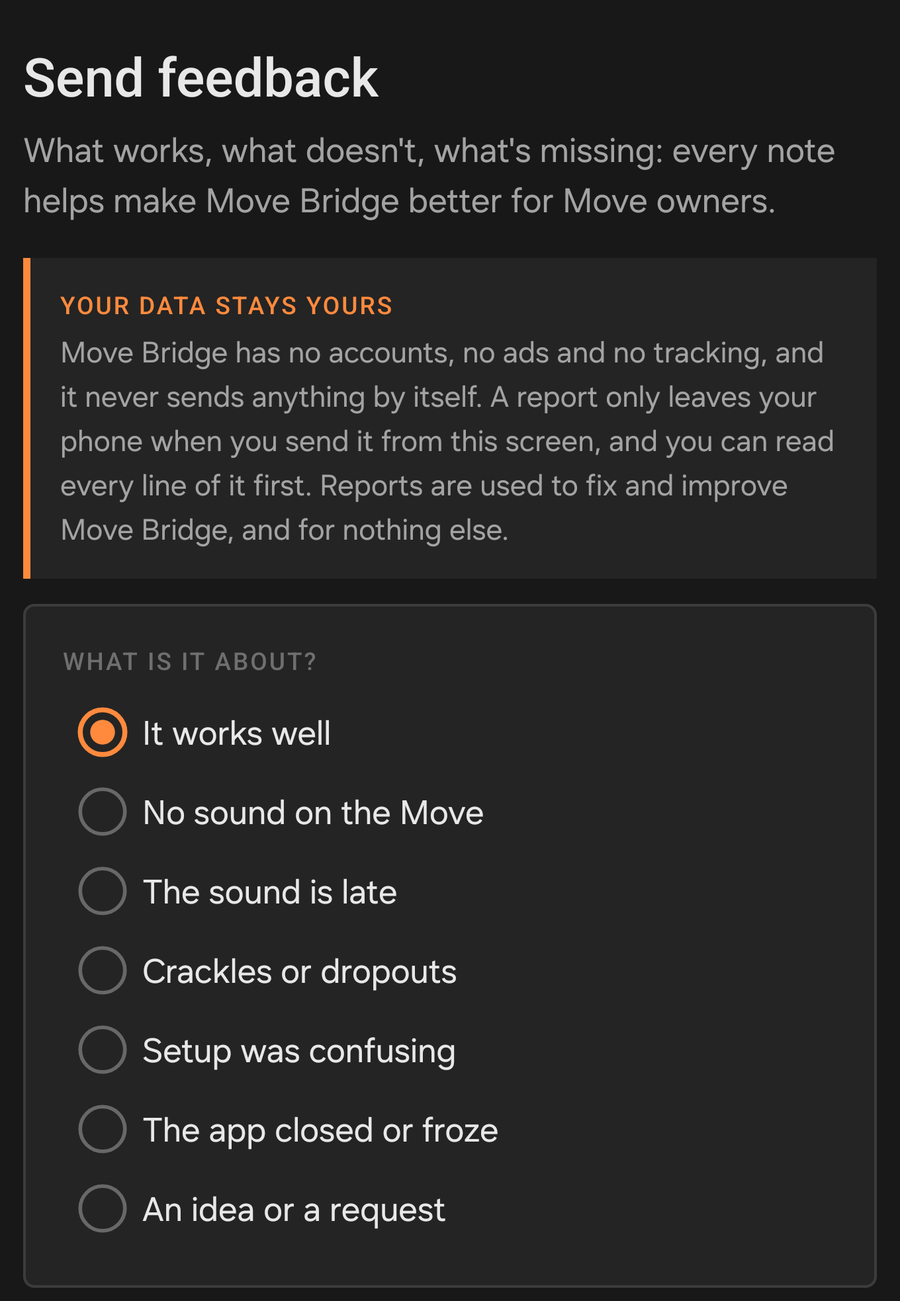 Send feedback
What works, what doesn't, what's missing: every note
helps make Move Bridge better for Move owners.
YOUR DATA STAYS YOURS
Move Bridge has no accounts, no ads and no tracking, and
it never sends anything by itself. A report only leaves your
phone when you send it from this screen, and you can read
every line of it first. Reports are used to fix and improve
Move Bridge, and for nothing else.
WHAT IS IT ABOUT?
It works well
No sound on the Move
The sound is late
Crackles or dropouts
Setup was confusing
The app closed or froze
An idea or a request